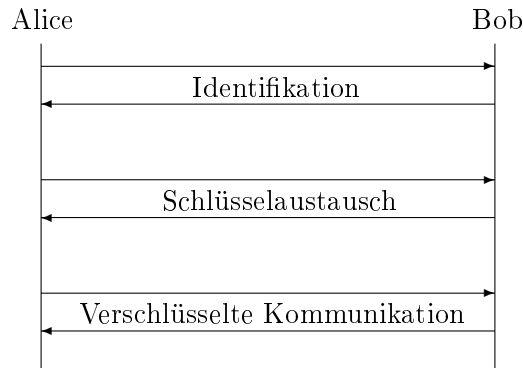 Alice Bob
Identifikation
Schlüsselaustausch
Verschlüsselte Kommunikation